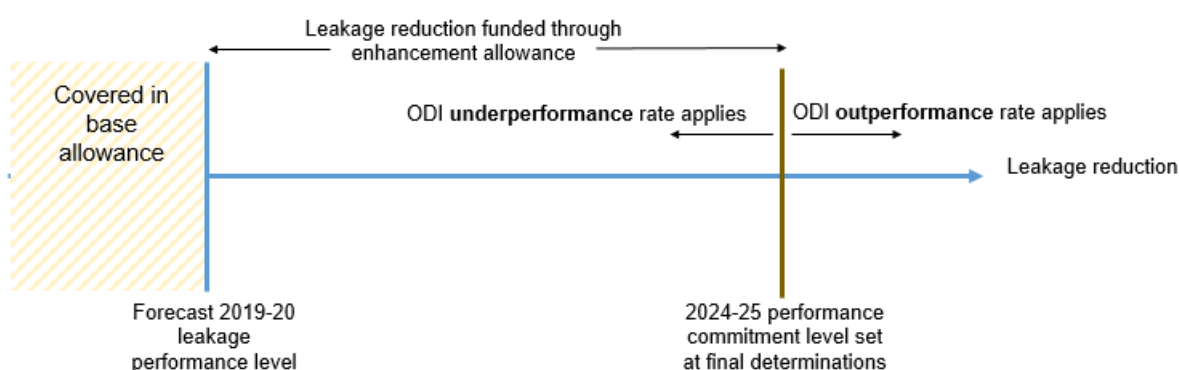 Leakage reduction funded through
enhancement allowance
Covered in
base
allowance
ODI underperformance rate applies
ODI outperformance rate applies
Leakage reduction
Forecast 2019-20
leakage
performance level
2024-25 performance
commitment level set
at final determinations